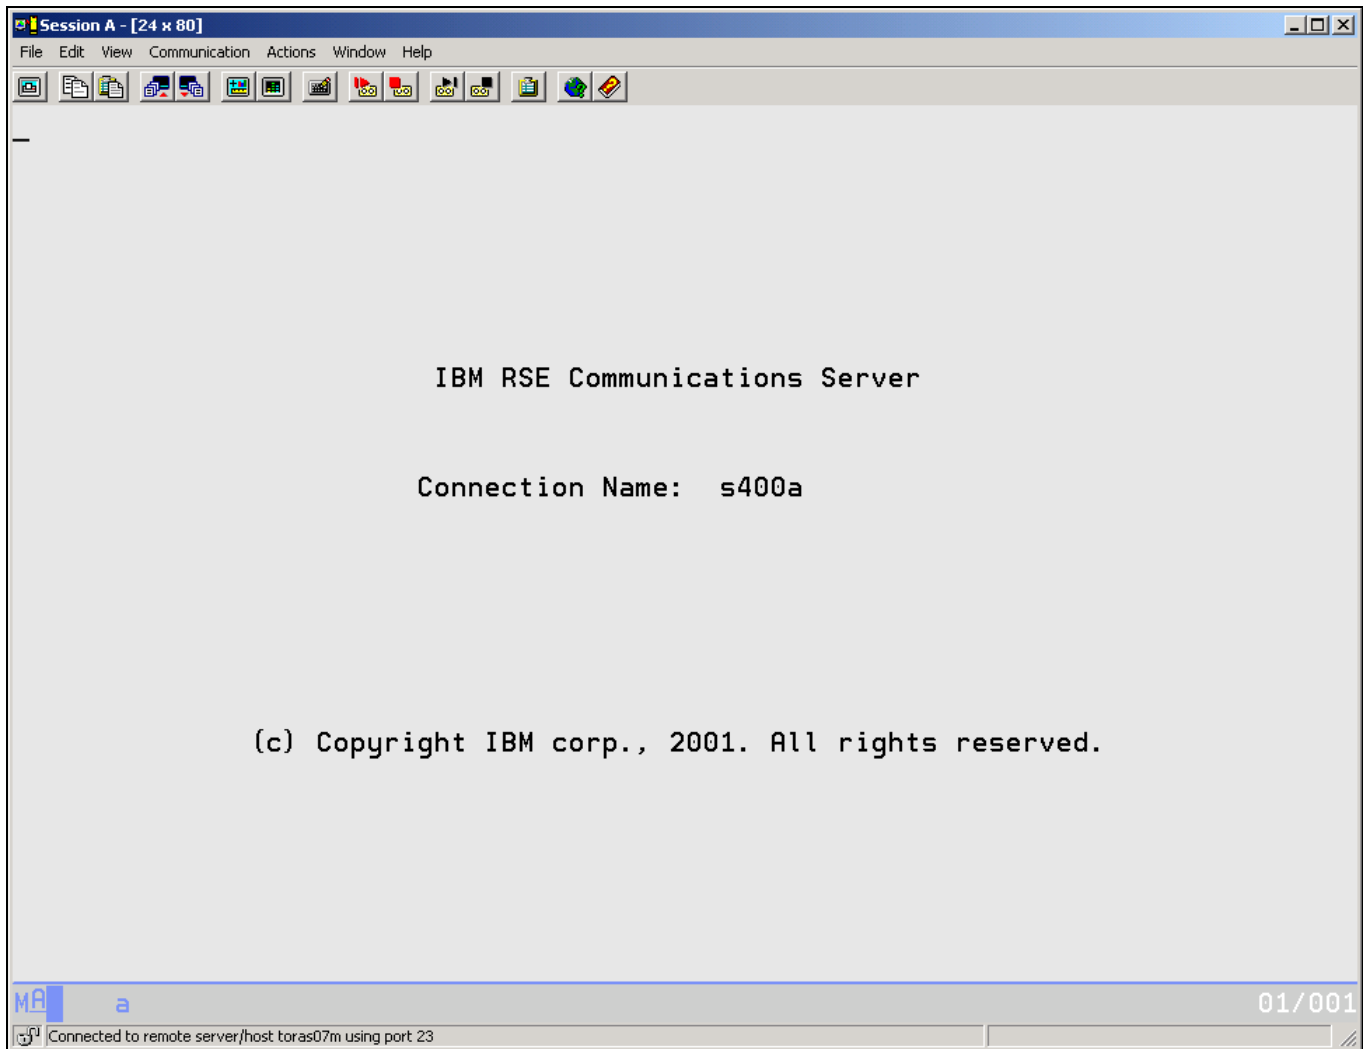 Session A - [24 x 80]
File Edit View Communication Actions Window Help
IBM RSE Communications Server
Connection Name: s400a
(c) Copyright IBM corp., 2001. All rights reserved.
MA a 01/001
Connected to remote server/host toras07m using port 23